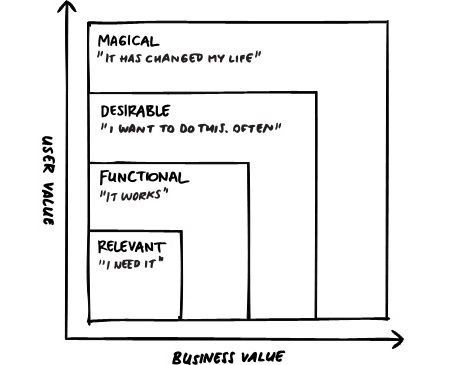 MAGICAL
"IT HAS CHANGED MY LIFE"
DESIRABLE
"I WANT TO DO THIS. OFTEN"
FUNCTIONAL
"IT WORKS"
RELEVANT
"I NEED IT"
USER VALUE
BUSINESS VALUE